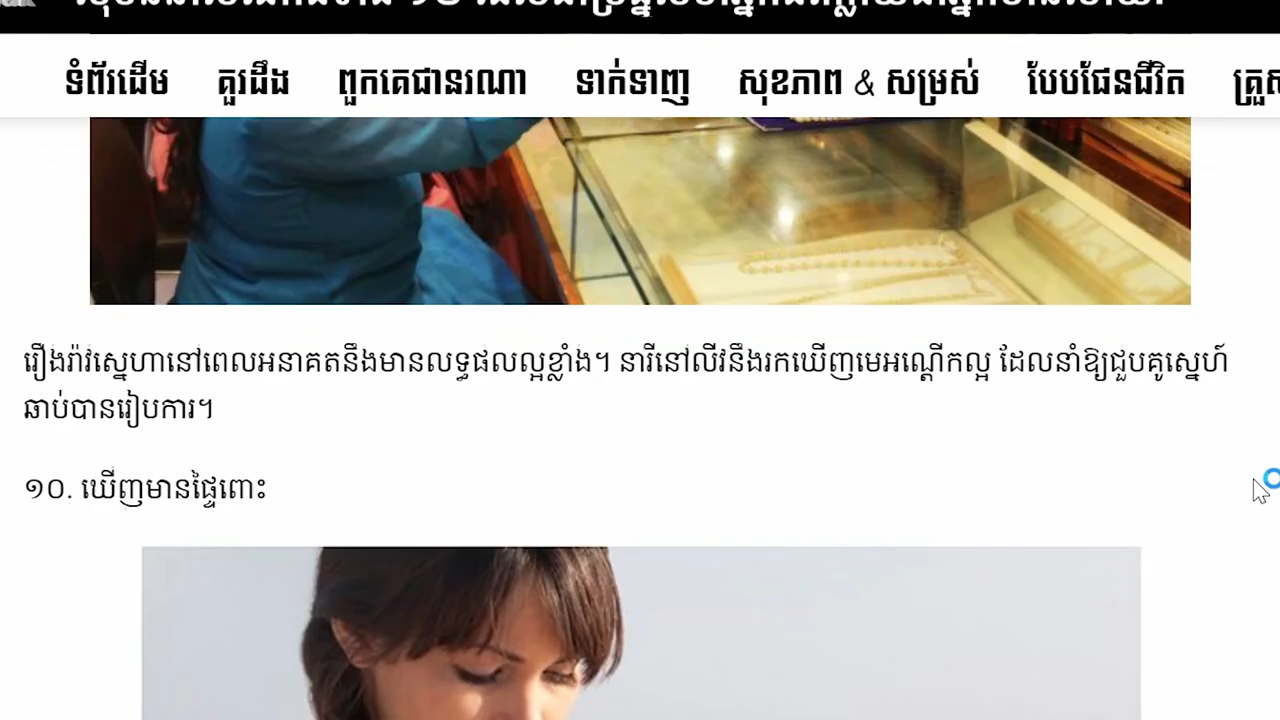 ទំព័រដើម គួរដឹង ពួកគេជានរណា ទាក់ទាញ សុខភាព & សម្រស់ បែបផែនជីវិត
រឿងរ៉ាវស្នេហានៅពេលអនាគតនឹងមានលទ្ធផលល្អខ្លាំង។ នារីនៅលីវនឹងរកឃើញមេអណ្តើកល្អ ដែលនាំឱ្យជួបគូស្នេហ៍
ឆាប់បានរៀបការ។
១០. ឃើញមានផ្ទៃពោះ